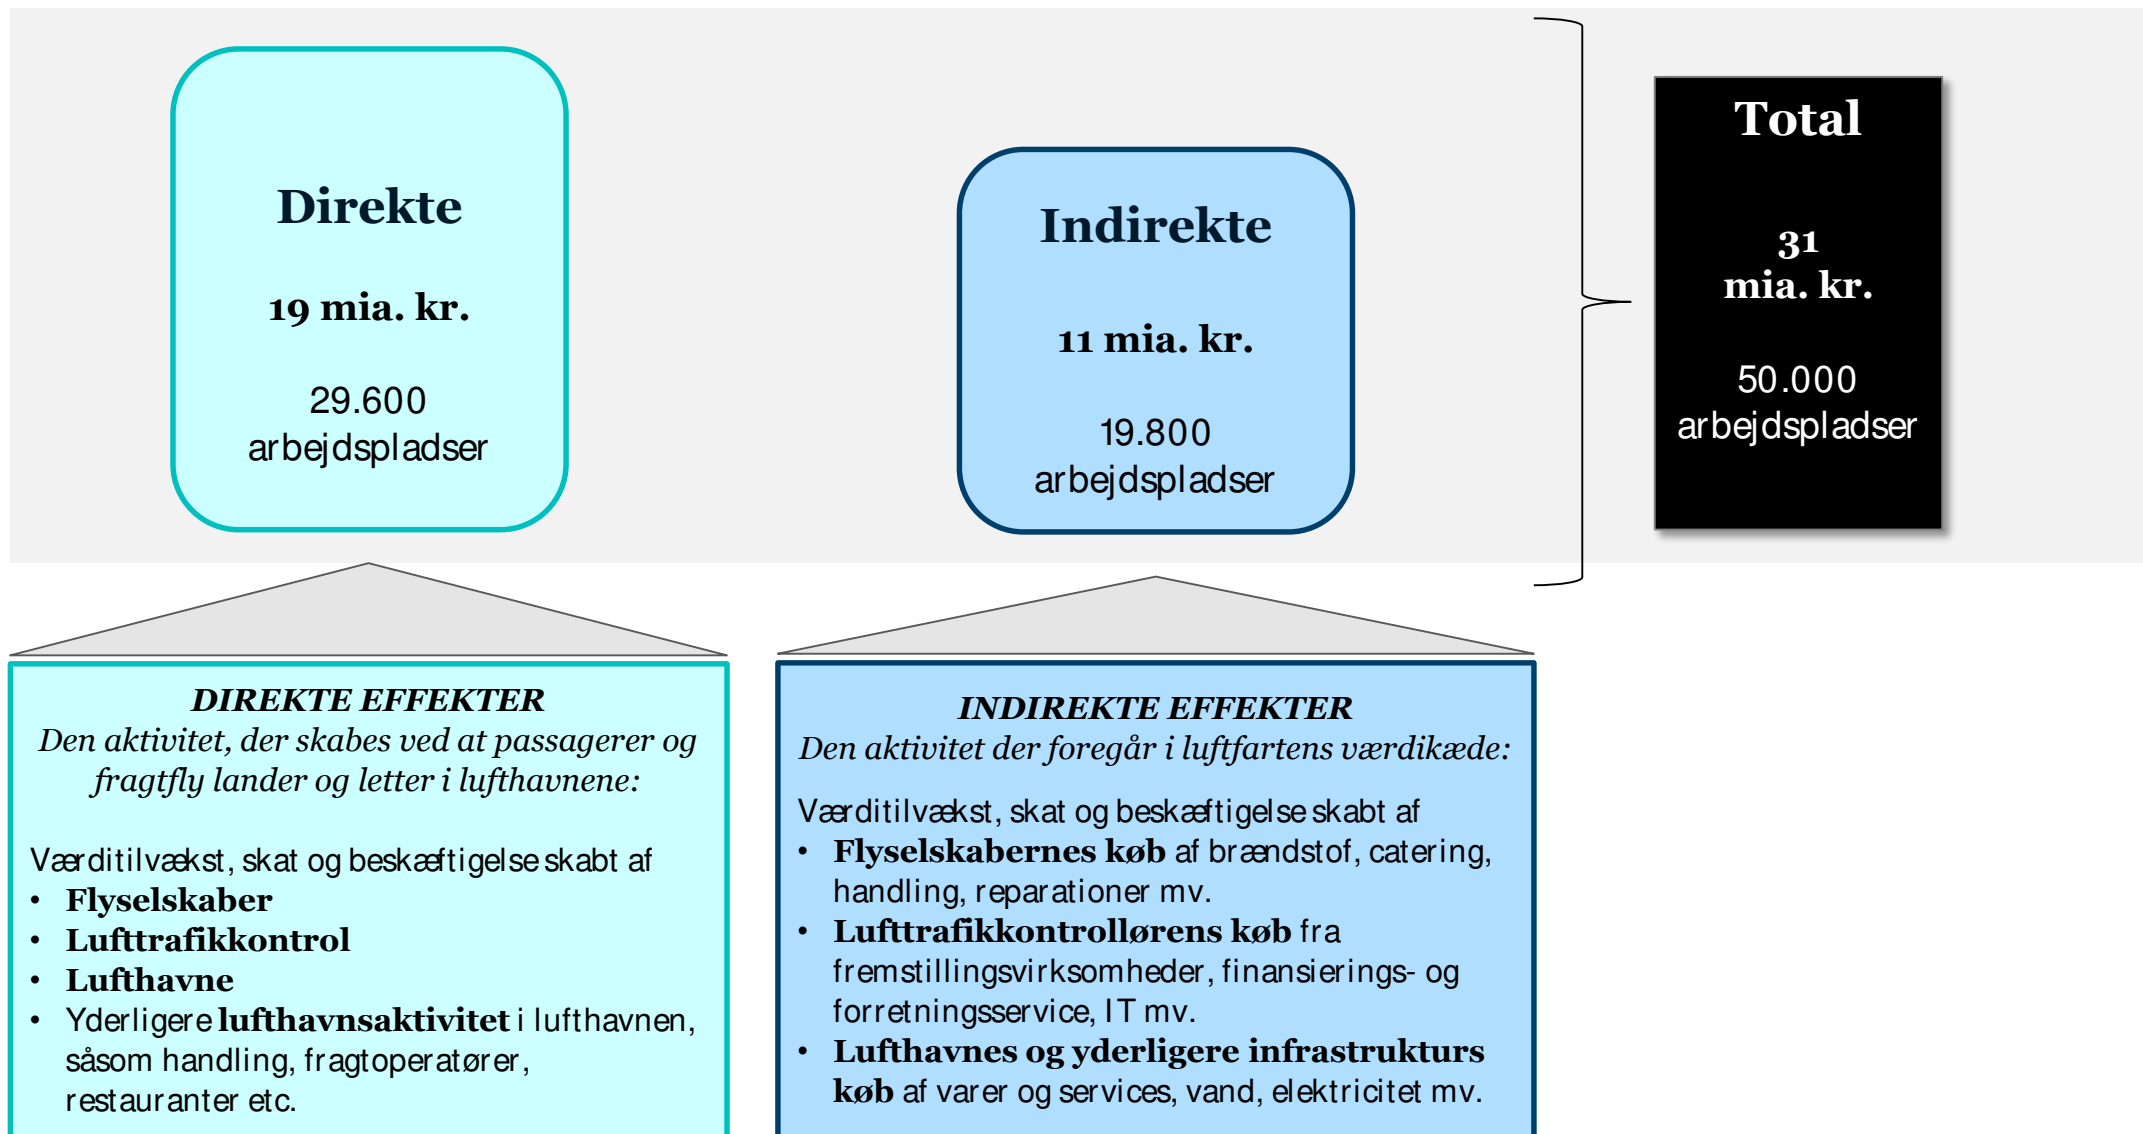 Direkte
19 mia. kr.
29.600
arbejdspladser
Indirekte
11 mia. kr.
19.800
arbejdspladser
Total
31
mia. kr.
50.000
arbejdspladser
DIREKTE EFFEKTER
Den aktivitet, der skabes ved at passagerer og
fragtfly lander og letter i lufthavnene:
Værditilvækst, skat og beskæftigelse skabt af
• Flyselskaber
• Lufttrafikkontrol
• Lufthavne
• Yderligere lufthavnsaktivitet i lufthavnen,
såsom handling, fragtoperatører,
restauranter etc.
INDIREKTE EFFEKTER
Den aktivitet der foregår i luftfartens værdikæde:
Værditilvækst, skat og beskæftigelse skabt af
• Flyselskabernes køb af brændstof, catering,
handling, reparationer mv.
• Lufttrafikkontrollørens køb fra
fremstillingsvirksomheder, finansierings- og
forretningsservice, IT mv.
• Lufthavnes og yderligere infrastrukturs
køb af varer og services, vand, elektricitet mv.